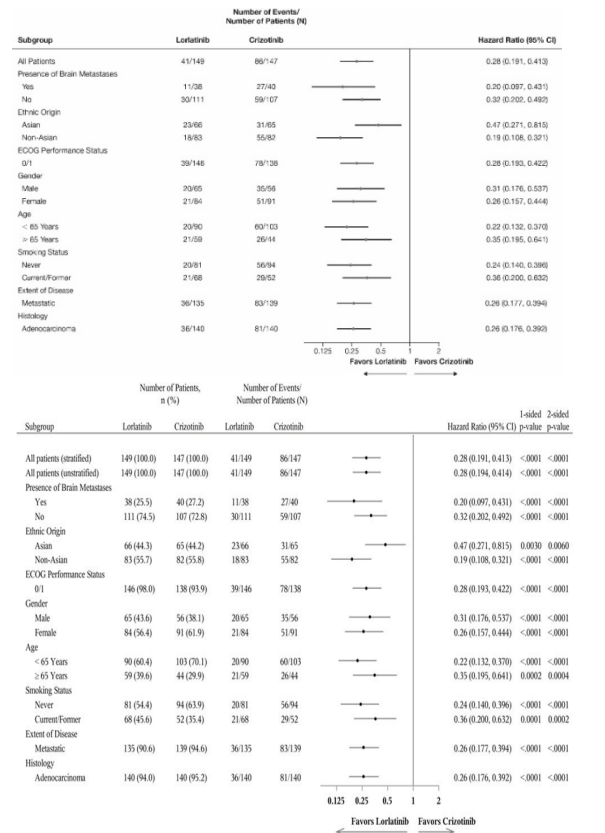 Number of Events/
Number of Patients (N)
Subgroup Lorlatinib Crizotinib Hazard Ratio (95% CI)
All Patients 41/149 86/147 0.28 (0.191, 0.413)
Presence of Brain Metastases
Yes 11/38 27/40 0.20 (0.097, 0.431)
No 30/111 59/107 0.32 (0.202, 0.492)
Ethnic Origin
Asian 23/66 31/65 0.47 (0.271, 0.815)
Non-Asian 18/83 55/82 0.19 (0.108, 0.321)
ECOG Performance Status
0/1 39/146 78/138 0.28 (0.193, 0.422)
Gender
Male 20/65 35/56 0.31 (0.176, 0.537)
Female 21/84 51/91 0.26 (0.157, 0.444)
Age
< 65 Years 20/90 60/103 0.22 (0.132, 0.370)
≥ 65 Years 21/59 26/44 0.35 (0.195, 0.641)
Smoking Status
Never 20/81 56/94 0.24 (0.140, 0.396)
Current/Former 21/68 29/52 0.36 (0.200, 0.632)
Extent of Disease
Metastatic 36/135 83/139 0.26 (0.177, 0.394)
Histology
Adenocarcinoma 36/140 81/140 0.26 (0.176, 0.392)
0.125 0.25 0.5 1 2
Favors Lorlatinib Favors Crizotinib
Number of Patients, Number of Events/
n (%) Number of Patients (N)
1-sided 2-sided
Subgroup Lorlatinib Crizotinib Lorlatinib Crizotinib Hazard Ratio (95% CI) p-value p-value
All patients (stratified) 149 (100.0) 147 (100.0) 41/149 86/147 0.28 (0.191, 0.413) <.0001 <.0001
All patients (unstratified) 149 (100.0) 147 (100.0) 41/149 86/147 0.28 (0.194, 0.414) <.0001 <.0001
Presence of Brain Metastases
Yes 38 (25.5) 40 (27.2) 11/38 27/40 0.20 (0.097, 0.431) <.0001 <.0001
No 111 (74.5) 107 (72.8) 30/111 59/107 0.32 (0.202, 0.492) <.0001 <.0001
Ethnic Origin
Asian 66 (44.3) 65 (44.2) 23/66 31/65 0.47 (0.271, 0.815) 0.0030 0.0060
Non-Asian 83 (55.7) 82 (55.8) 18/83 55/82 0.19 (0.108, 0.321) <.0001 <.0001
ECOG Performance Status
0/1 146 (98.0) 138 (93.9) 39/146 78/138 0.28 (0.193, 0.422) <.0001 <.0001
Gender
Male 65 (43.6) 56 (38.1) 20/65 35/56 0.31 (0.176, 0.537) <.0001 <.0001
Female 84 (56.4) 91 (61.9) 21/84 51/91 0.26 (0.157, 0.444) <.0001 <.0001
Age
< 65 Years 90 (60.4) 103 (70.1) 20/90 60/103 0.22 (0.132, 0.370) <.0001 <.0001
≥ 65 Years 59 (39.6) 44 (29.9) 21/59 26/44 0.35 (0.195, 0.641) 0.0002 0.0004
Smoking Status
Never 81 (54.4) 94 (63.9) 20/81 56/94 0.24 (0.140, 0.396) <.0001 <.0001
Current/Former 68 (45.6) 52 (35.4) 21/68 29/52 0.36 (0.200, 0.632) 0.0001 0.0002
Extent of Disease
Metastatic 135 (90.6) 139 (94.6) 36/135 83/139 0.26 (0.177, 0.394) <.0001 <.0001
Histology
Adenocarcinoma 140 (94.0) 140 (95.2) 36/140 81/140 0.26 (0.176, 0.392) <.0001 <.0001
0.125 0.25 0.5 1 2
Favors Lorlatinib Favors Crizotinib